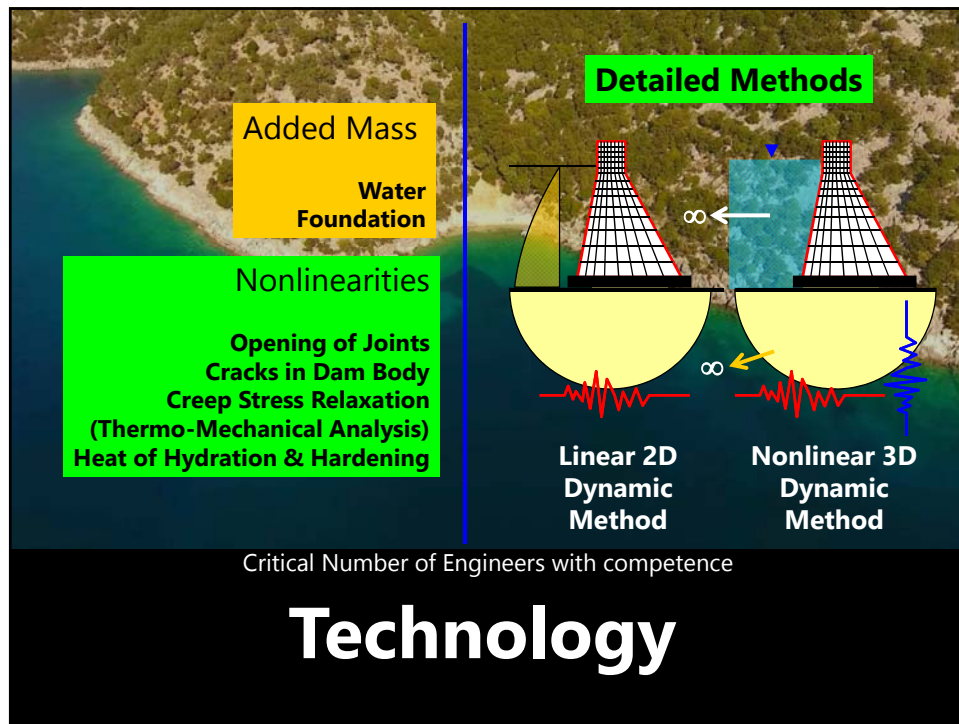 Added Mass
Water
Foundation
Nonlinearities
Opening of Joints
Cracks in Dam Body
Creep Stress Relaxation
(Thermo-Mechanical Analysis)
Heat of Hydration & Hardening
Detailed Methods
∞
∞
Linear 2D
Dynamic
Method
Nonlinear 3D
Dynamic
Method
Critical Number of Engineers with competence
Technology